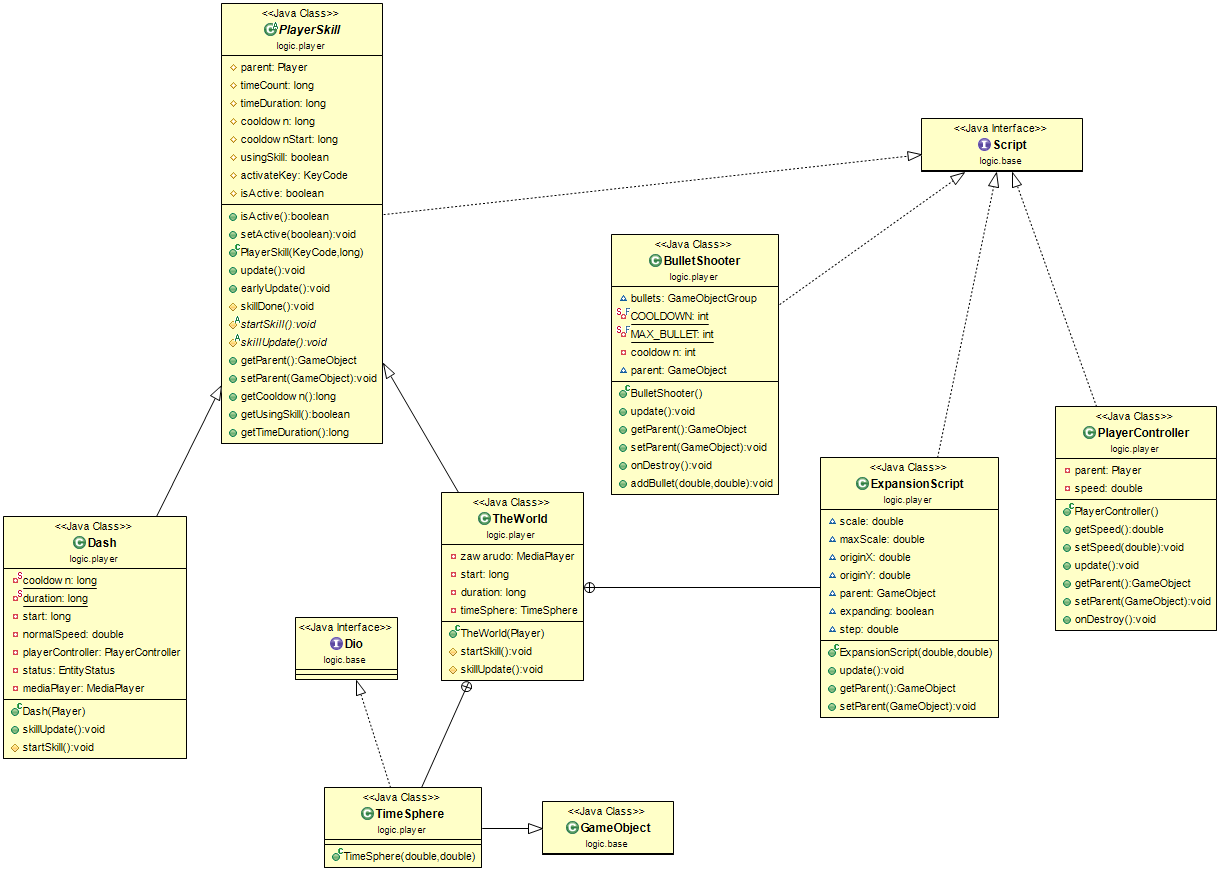 <<Java Class>>
PlayerSkill
logic.player
parent: Player
timeCount: long
timeDuration: long
cooldown: long
cooldownStart: long
usingSkill: boolean
activateKey: KeyCode
isActive: boolean
isActive():boolean
setActive(boolean):void
PlayerSkill(KeyCode,long)
update():void
earlyUpdate():void
skillDone():void
startSkill():void
skillUpdate():void
getParent():GameObject
setParent(GameObject):void
getCooldown():long
getUsingSkill():boolean
getTimeDuration():long
<<Java Interface>>
Script
logic.base
<<Java Class>>
BulletShooter
logic.player
bullets: GameObjectGroup
COOLDOWN: int
MAX_BULLET: int
cooldown: int
parent: GameObject
BulletShooter()
update():void
getParent():GameObject
setParent(GameObject):void
onDestroy():void
addBullet(double,double):void
<<Java Class>>
PlayerController
logic.player
parent: Player
speed: double
PlayerController()
getSpeed():double
setSpeed(double):void
update():void
getParent():GameObject
setParent(GameObject):void
onDestroy():void
<<Java Class>>
ExpansionScript
logic.player
scale: double
maxScale: double
originX: double
originY: double
parent: GameObject
expanding: boolean
step: double
ExpansionScript(double,double)
update():void
getParent():GameObject
setParent(GameObject):void
<<Java Class>>
TheWorld
logic.player
zawarudo: MediaPlayer
start: long
duration: long
timeSphere: TimeSphere
TheWorld(Player)
startSkill():void
skillUpdate():void
<<Java Class>>
Dash
logic.player
cooldown: long
duration: long
start: long
normalSpeed: double
playerController: PlayerController
status: EntityStatus
mediaPlayer: MediaPlayer
Dash(Player)
skillUpdate():void
startSkill():void
<<Java Interface>>
Dio
logic.base
<<Java Class>>
TimeSphere
logic.player
TimeSphere(double,double)
<<Java Class>>
GameObject
logic.base